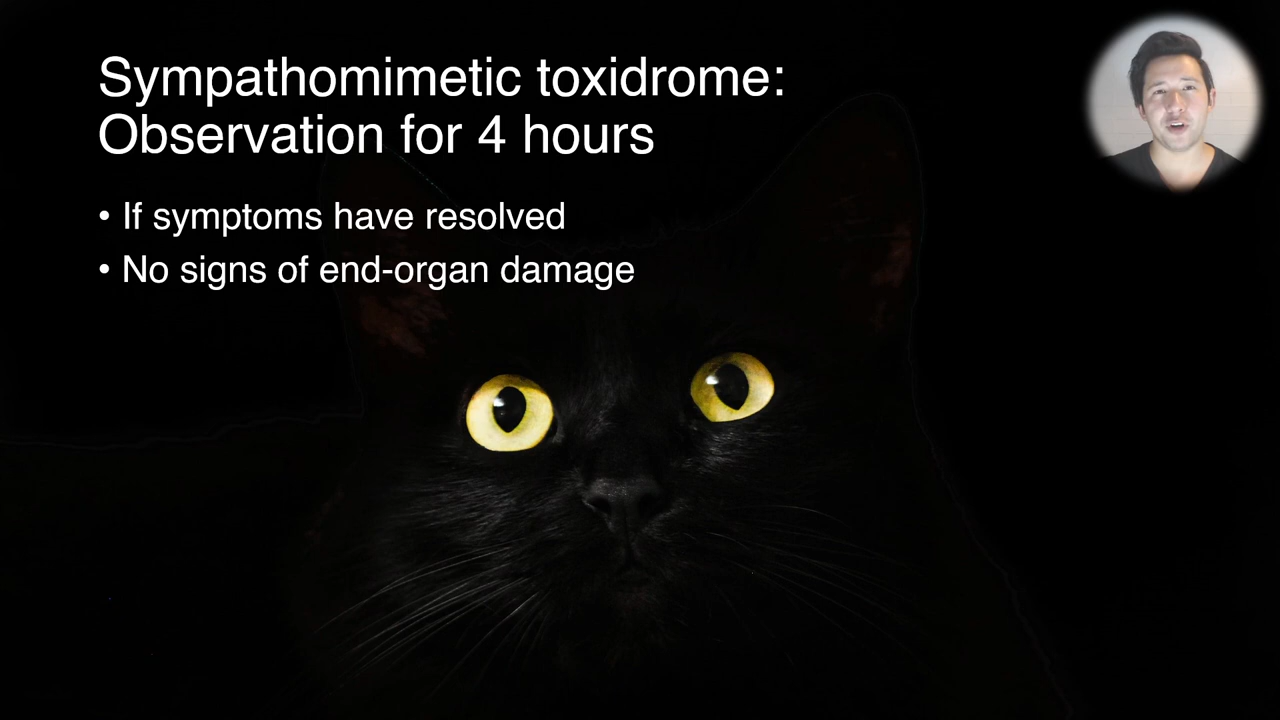 Sympathomimetic toxidrome:
Observation for 4 hours
• If symptoms have resolved
• No signs of end-organ damage